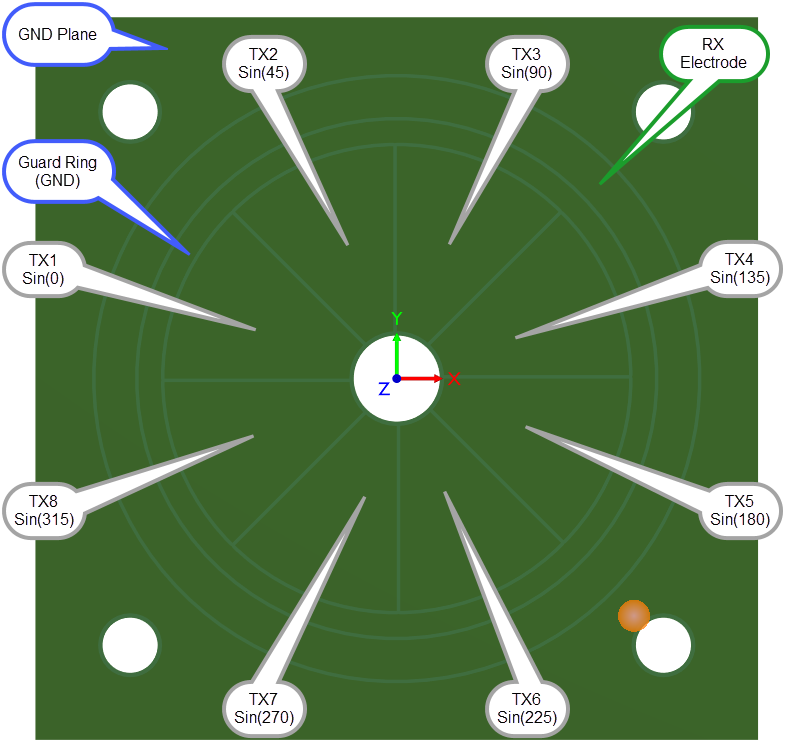 GND Plane
TX2
Sin(45)
TX3
Sin(90)
RX
Electrode
Guard Ring
(GND)
TX1
Sin(0)
TX4
Sin(135)
Y
Z
X
TX8
Sin(315)
TX5
Sin(180)
TX7
Sin(270)
TX6
Sin(225)